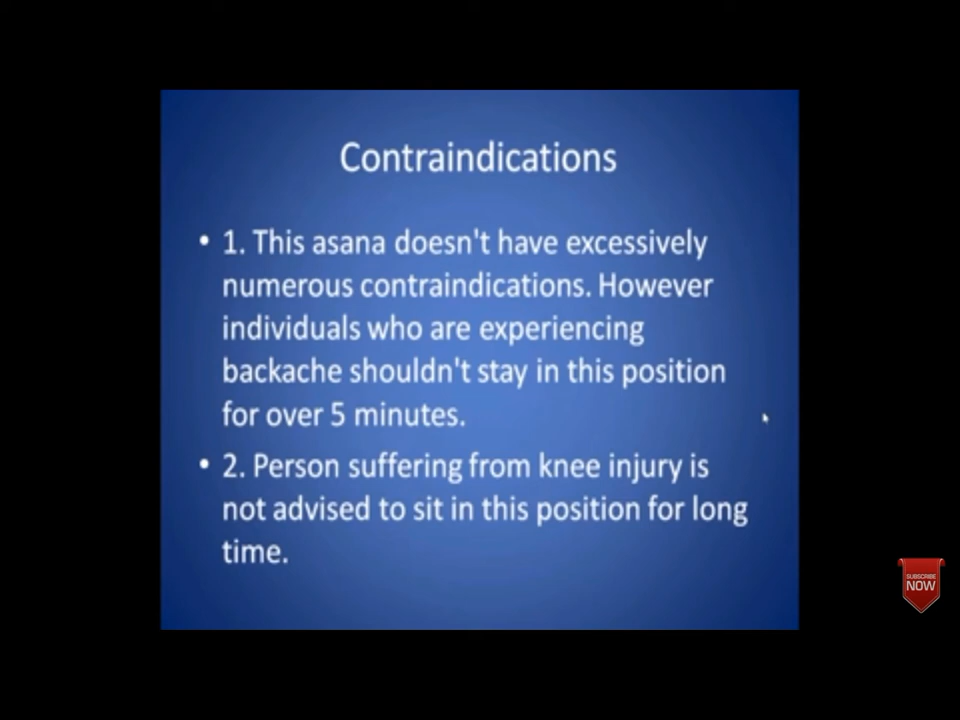 Contraindications
• 1. This asana doesn't have excessively
numerous contraindications. However
individuals who are experiencing
backache shouldn't stay in this position
for over 5 minutes.
• 2. Person suffering from knee injury is
not advised to sit in this position for long
time.
SUBSCRIBE
NOW